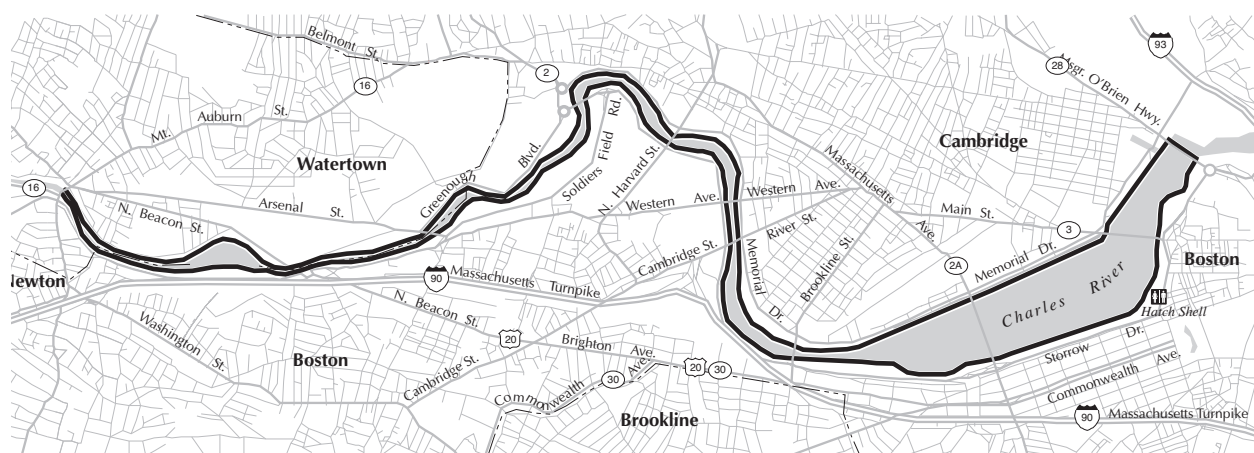 Belmont St.
16
2
93
28
Msgr. O'Brien Hwy.
Mt. Auburn St.
Watertown
Blvd.
Greenough
Soldiers Field Rd.
N. Harvard St.
Massachusetts Ave.
Cambridge
16
N. Beacon St.
Arsenal St.
Western Ave.
Western Ave.
Main St.
3
Cambridge St.
River St.
Brookline St.
Memorial Dr.
2A
Memorial Dr.
Charles River
Boston
Newton
90
Massachusetts Turnpike
Hatch Shell
N. Beacon St.
Washington St.
20
Brighton Ave.
Boston
Cambridge St.
Commonwealth Ave.
30
20
30
Storrow Dr.
Commonwealth Ave.
Brookline
90
Massachusetts Turnpike